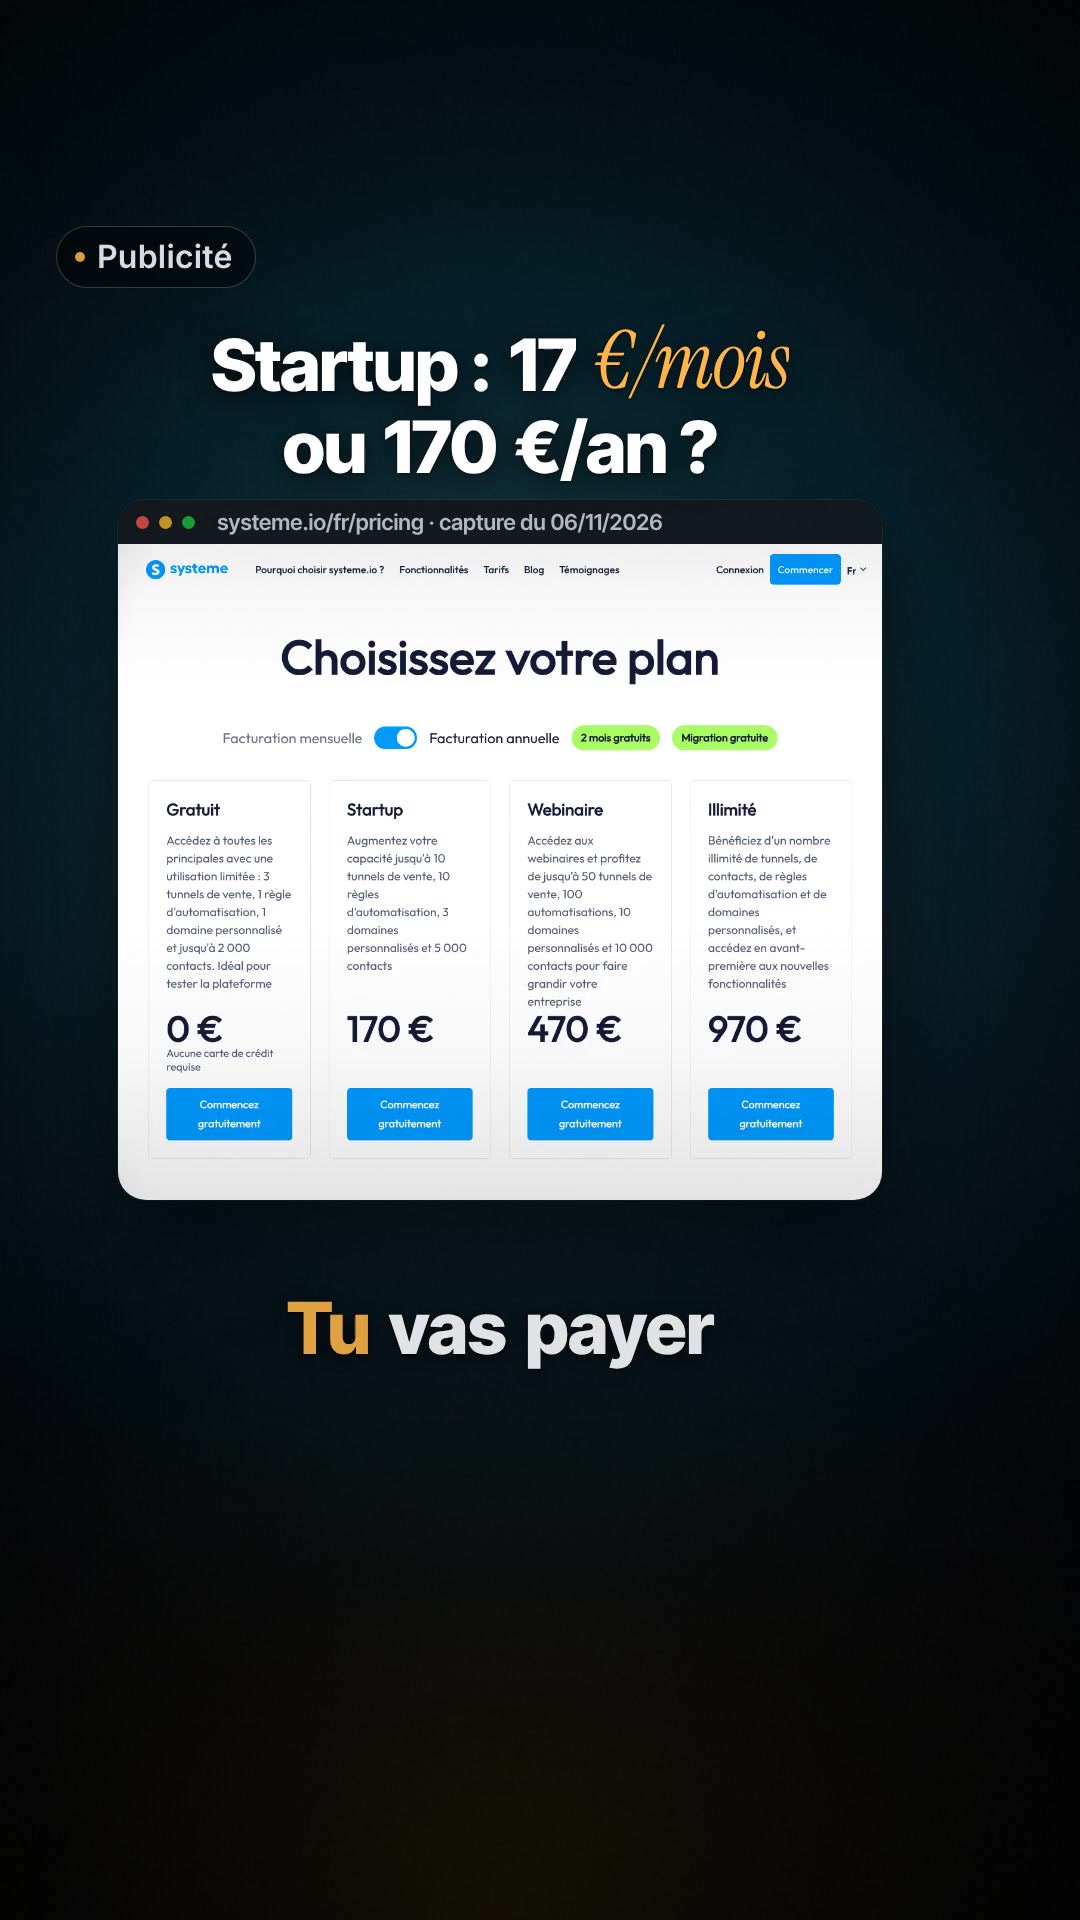 Publicité
Startup : 17 €/mois
ou 170 €/an ?
systeme.io/fr/pricing · capture du 06/11/2026
S systeme
Pourquoi choisir systeme.io ? Fonctionnalités Tarifs Blog Témoignages Connexion Commencer Fr
Choisissez votre plan
Facturation mensuelle Facturation annuelle 2 mois gratuits Migration gratuite
Gratuit
Accédez à toutes les
principales avec une
utilisation limitée : 3
tunnels de vente, 1 règle
d'automatisation, 1
domaine personnalisé
et jusqu'à 2 000
contacts. Idéal pour
tester la plateforme
0 €
Aucune carte de crédit
requise
Commencez
gratuitement
Startup
Augmentez votre
capacité jusqu'à 10
tunnels de vente, 10
règles
d'automatisation, 3
domaines
personnalisés et 5 000
contacts
170 €
Commencez
gratuitement
Webinaire
Accédez aux
webinaires et profitez
de jusqu'à 50 tunnels de
vente, 100
automatisations, 10
domaines
personnalisés et 10 000
contacts pour faire
grandir votre
entreprise
470 €
Commencez
gratuitement
Illimité
Bénéficiez d'un nombre
illimité de tunnels, de
contacts, de règles
d'automatisation et de
domaines
personnalisés, et
accédez en avant-
première aux nouvelles
fonctionnalités
970 €
Commencez
gratuitement
Tu vas payer